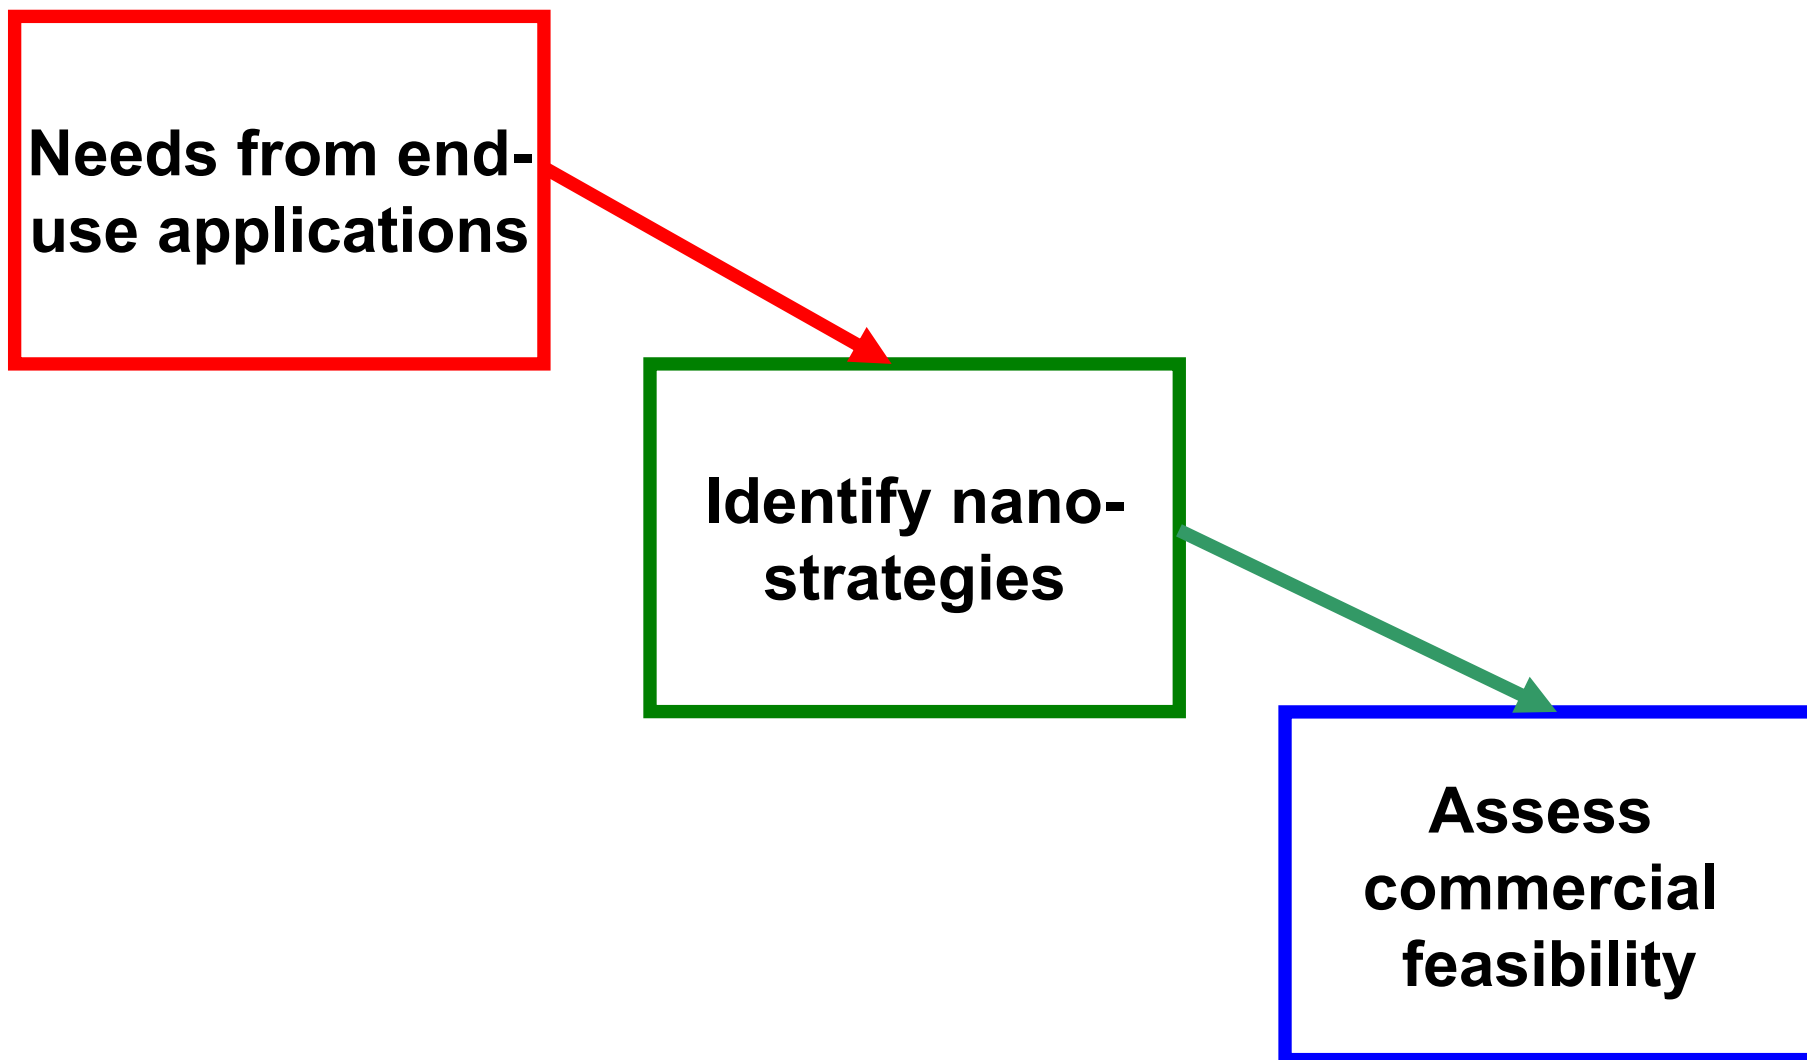 Needs from end-
use applications
Identify nano-
strategies
Assess
commercial
feasibility